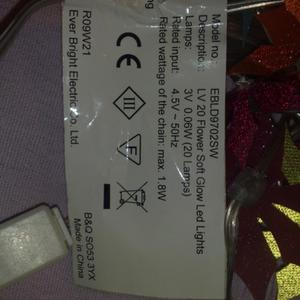 Model no : EBLD9702SW
Description: LV 20 Flower Soft Glow Led Lights
Lamps: 3V 0.06W (20 Lamps)
Rated input: 4.5V ~ 50Hz
Rated wattage of the chain: max. 1.8W
CE
III
F
R09W21
Ever Bright Electric Co. Ltd.
B&Q SO53 3YX
Made in China